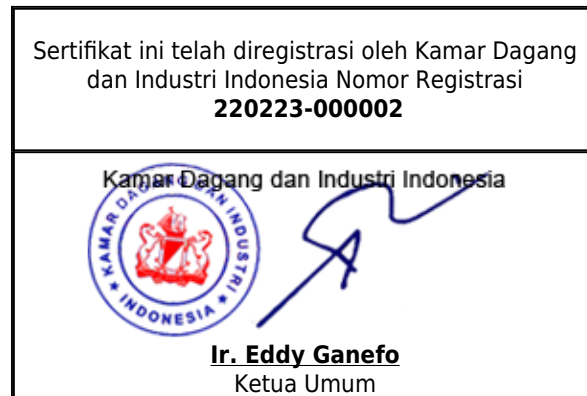 Sertifikat ini telah diregistrasi oleh Kamar Dagang
dan Industri Indonesia Nomor Registrasi
220223-000002
Kamar Dagang dan Industri Indonesia
KAMAR DAGANG DAN INDUSTRI
INDONESIA
Ir. Eddy Ganefo
Ketua Umum